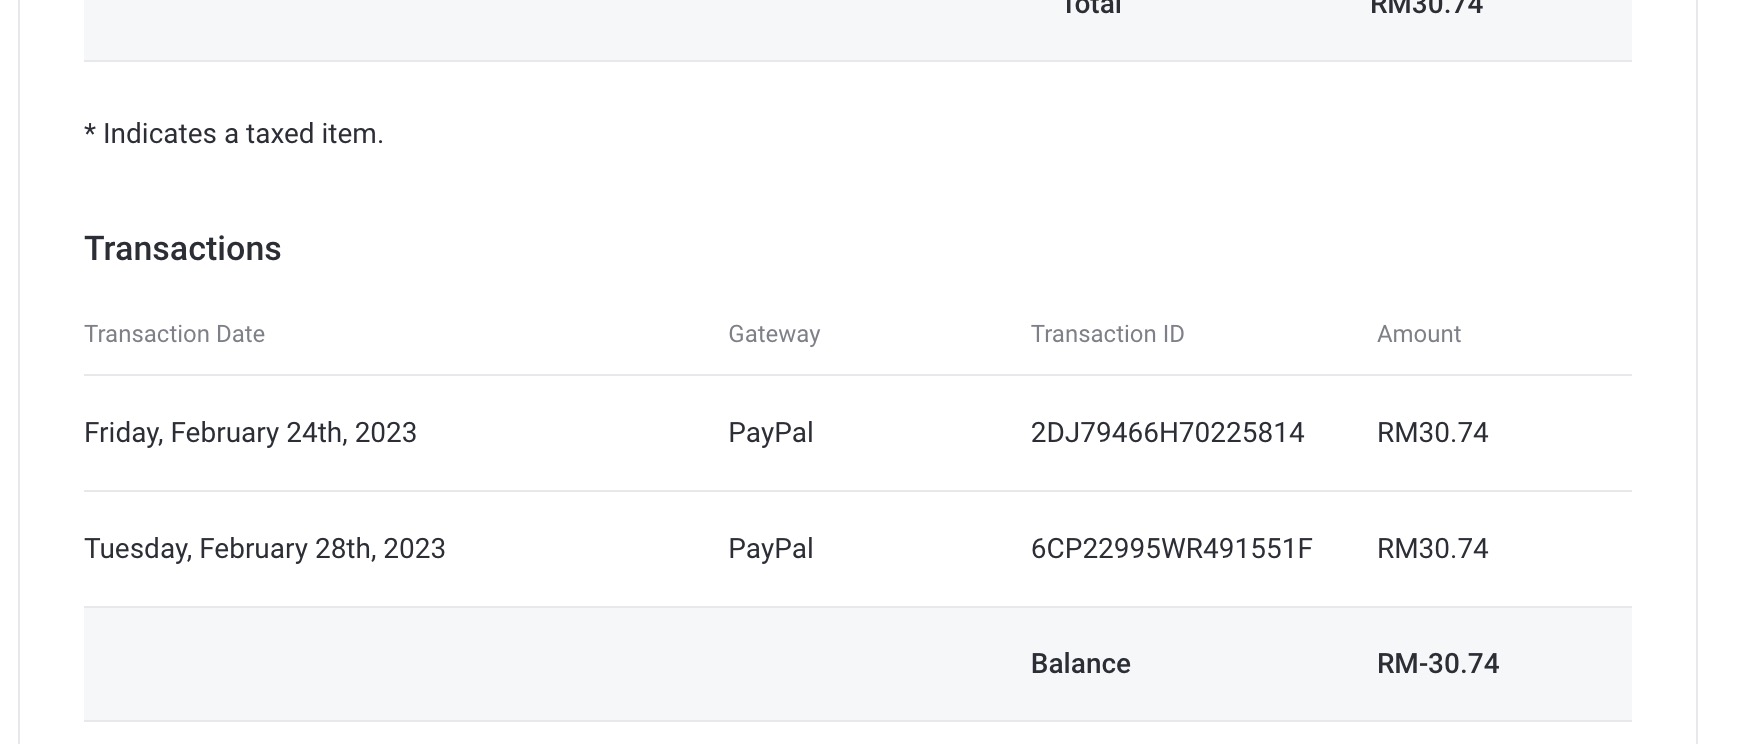 Total RM30.74
* Indicates a taxed item.
Transactions
Transaction Date Gateway Transaction ID Amount
Friday, February 24th, 2023 PayPal 2DJ79466H70225814 RM30.74
Tuesday, February 28th, 2023 PayPal 6CP22995WR491551F RM30.74
Balance RM-30.74